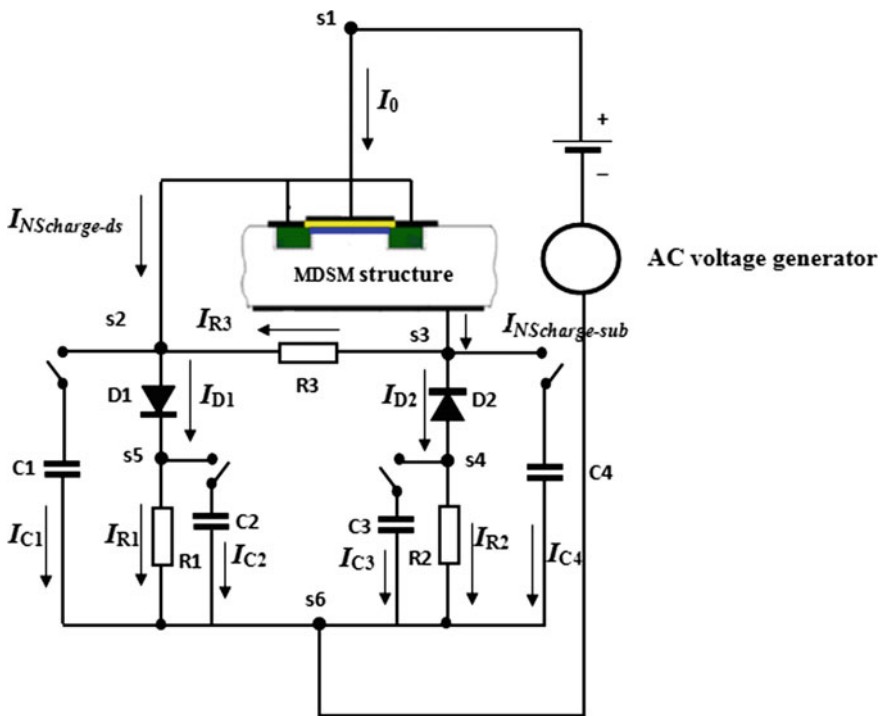 s1
I0
+
–
INScharge-ds
MDSM structure
AC voltage generator
s2
IR3
s3
INScharge-sub
R3
D1
ID1
ID2
D2
s5
s4
C1
C2
C3
C4
IC1
IR1
R1
IC2
IC3
R2
IR2
IC4
s6